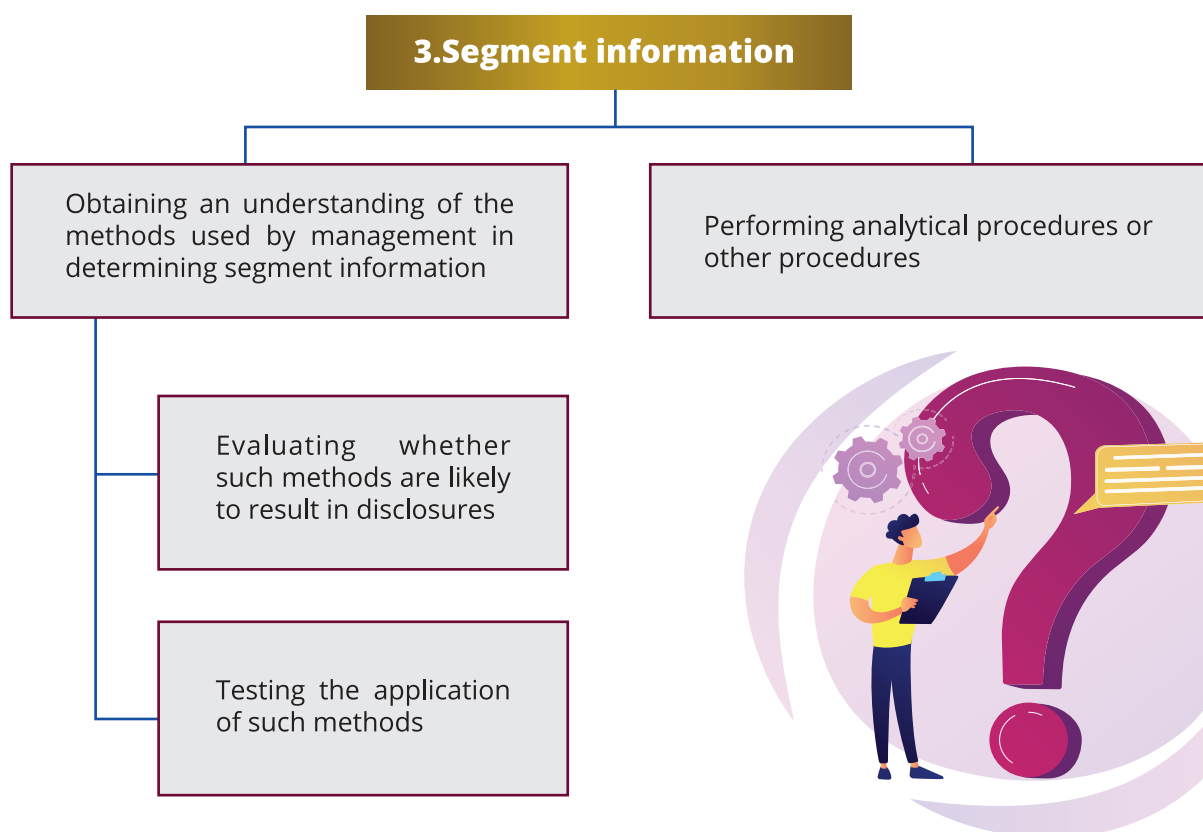 3.Segment information
Obtaining an understanding of the
methods used by management in
determining segment information
Performing analytical procedures or
other procedures
Evaluating whether
such methods are likely
to result in disclosures
Testing the application
of such methods